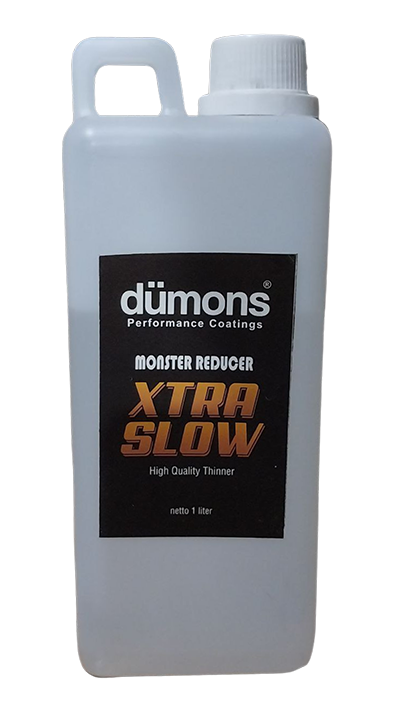 dümons®
Performance Coatings
MONSTER REDUCER
XTRA
SLOW
High Quality Thinner
netto 1 liter